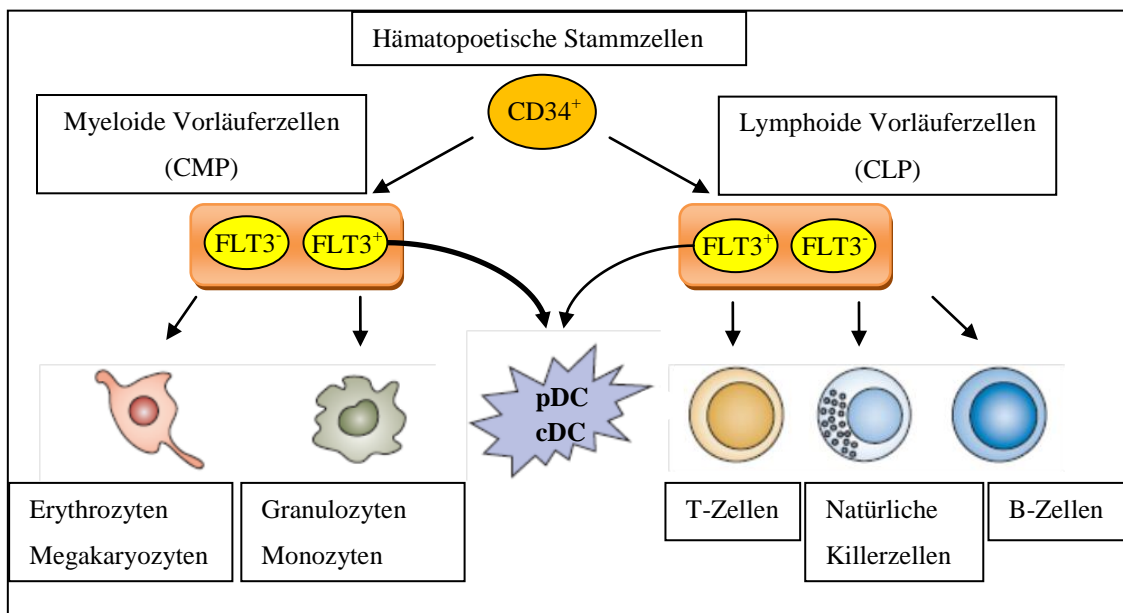 Hämatopoetische Stammzellen
CD34⁺
Myeloide Vorläuferzellen
(CMP)
Lymphoide Vorläuferzellen
(CLP)
FLT3⁻
FLT3⁺
FLT3⁺
FLT3⁻
pDC
cDC
Erythrozyten
Megakaryozyten
Granulozyten
Monozyten
T-Zellen
Natürliche
Killerzellen
B-Zellen